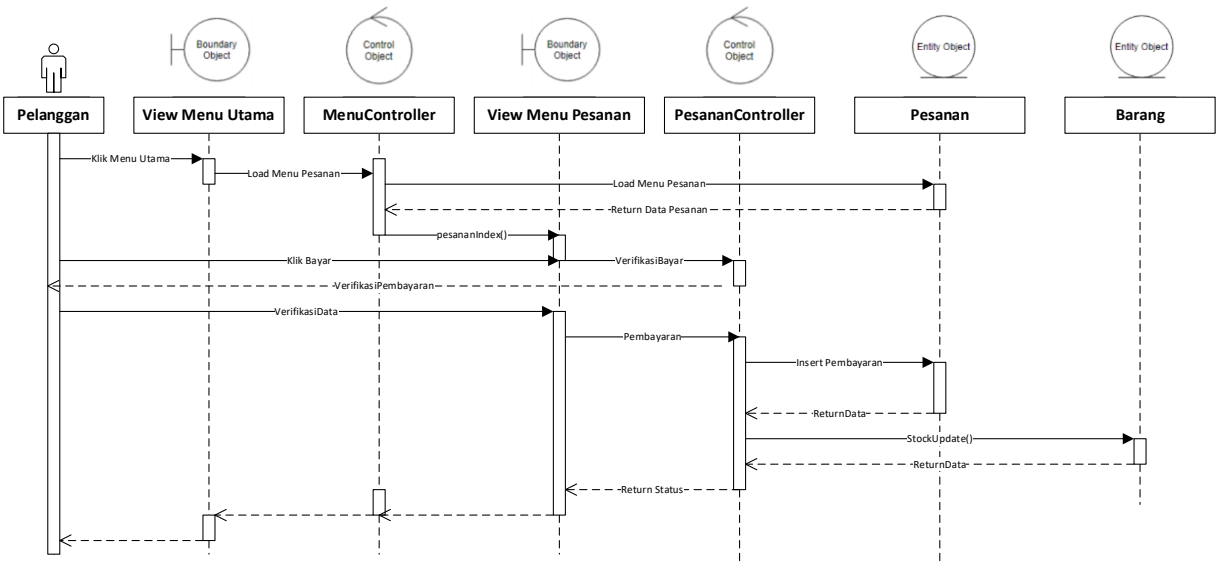 Boundary
Object
Control
Object
Boundary
Object
Control
Object
Entity Object
Entity Object
Pelanggan
View Menu Utama
MenuController
View Menu Pesanan
PesananController
Pesanan
Barang
Klik Menu Utama
Load Menu Pesanan
Load Menu Pesanan
Return Data Pesanan
pesananIndex()
Klik Bayar
VerifikasiBayar
VerifikasiPembayaran
VerifikasiData
Pembayaran
Insert Pembayaran
ReturnData
StockUpdate()
ReturnData
Return Status